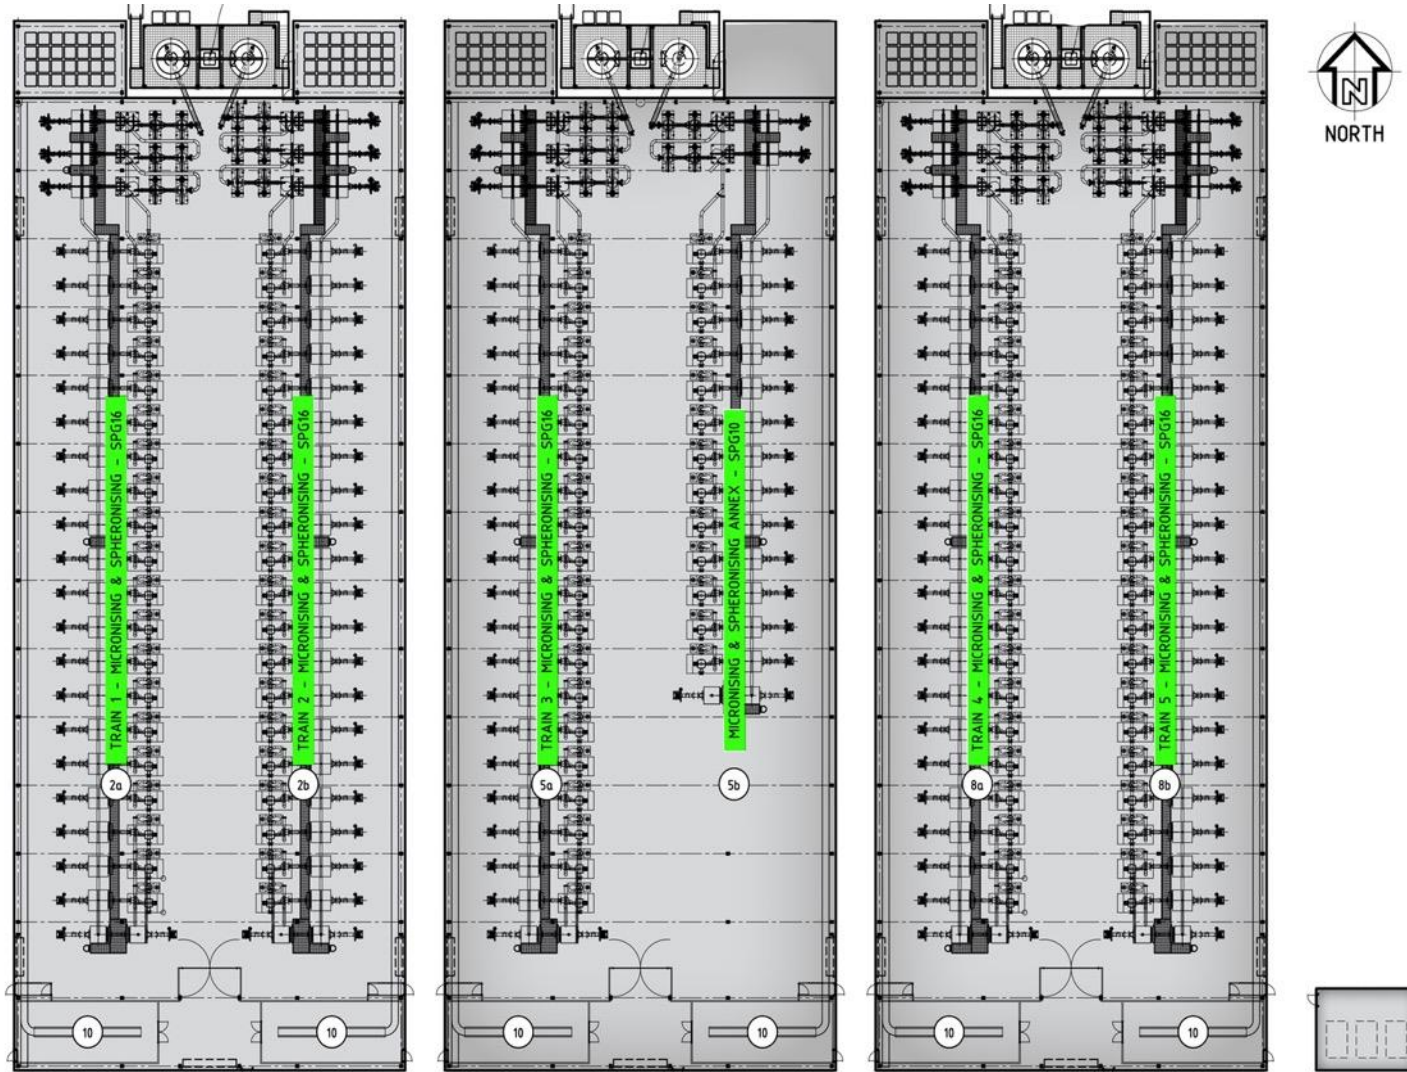 NORTH
N
TRAIN 1 - MICRONISING & SPHERONISING - SPG16
TRAIN 2 - MICRONISING & SPHERONISING - SPG16
TRAIN 3 - MICRONISING & SPHERONISING - SPG16
MICRONISING & SPHERONISING ANNEX - SPG10
TRAIN 4 - MICRONISING & SPHERONISING - SPG16
TRAIN 5 - MICRONISING & SPHERONISING - SPG16
2a
2b
5a
5b
8a
8b
10
10
10
10
10
10